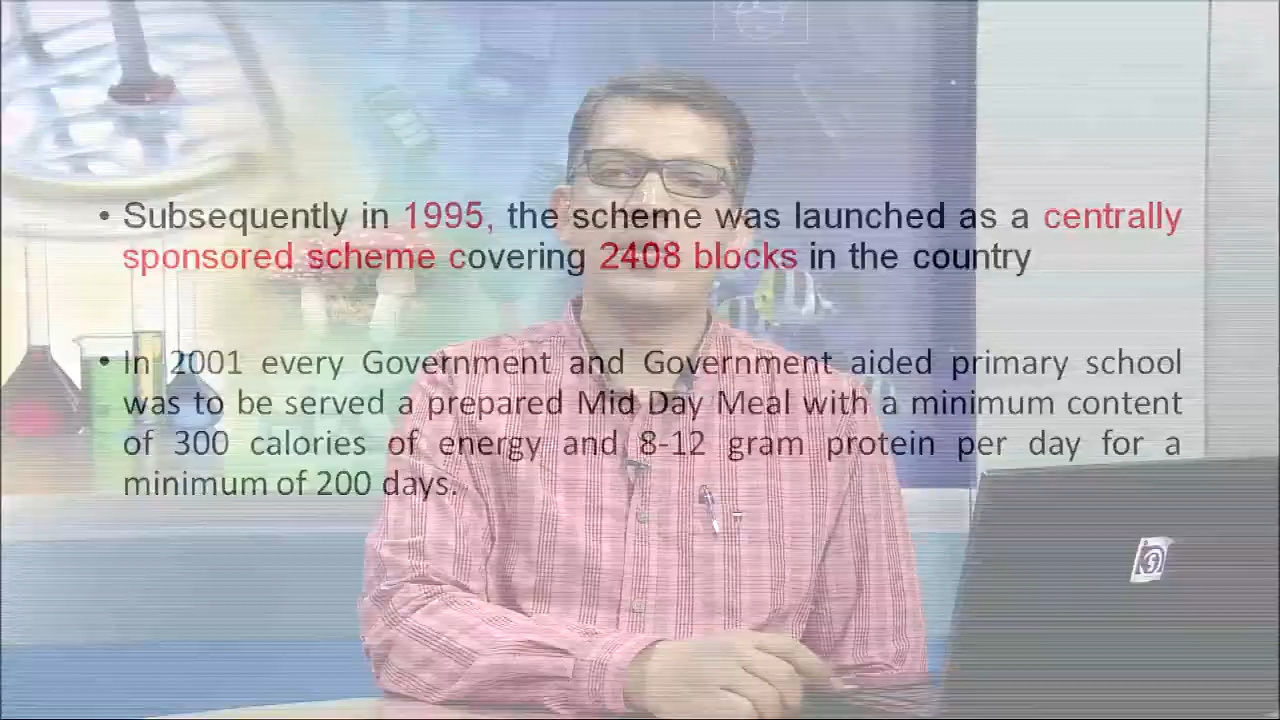 • Subsequently in 1995, the scheme was launched as a centrally
sponsored scheme covering 2408 blocks in the country
• In 2001 every Government and Government aided primary school
was to be served a prepared Mid Day Meal with a minimum content
of 300 calories of energy and 8-12 gram protein per day for a
minimum of 200 days.